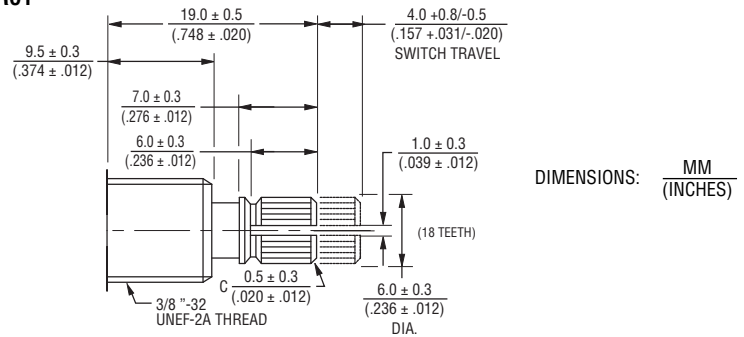 19.0 ± 0.5
(.748 ± .020)
4.0 +0.8/-0.5
(.157 +.031/-.020)
SWITCH TRAVEL
9.5 ± 0.3
(.374 ± .012)
7.0 ± 0.3
(.276 ± .012)
6.0 ± 0.3
(.236 ± .012)
1.0 ± 0.3
(.039 ± .012)
DIMENSIONS: MM
(INCHES)
(18 TEETH)
C 0.5 ± 0.3
(.020 ± .012)
6.0 ± 0.3
(.236 ± .012)
DIA.
3/8 "-32
UNEF-2A THREAD